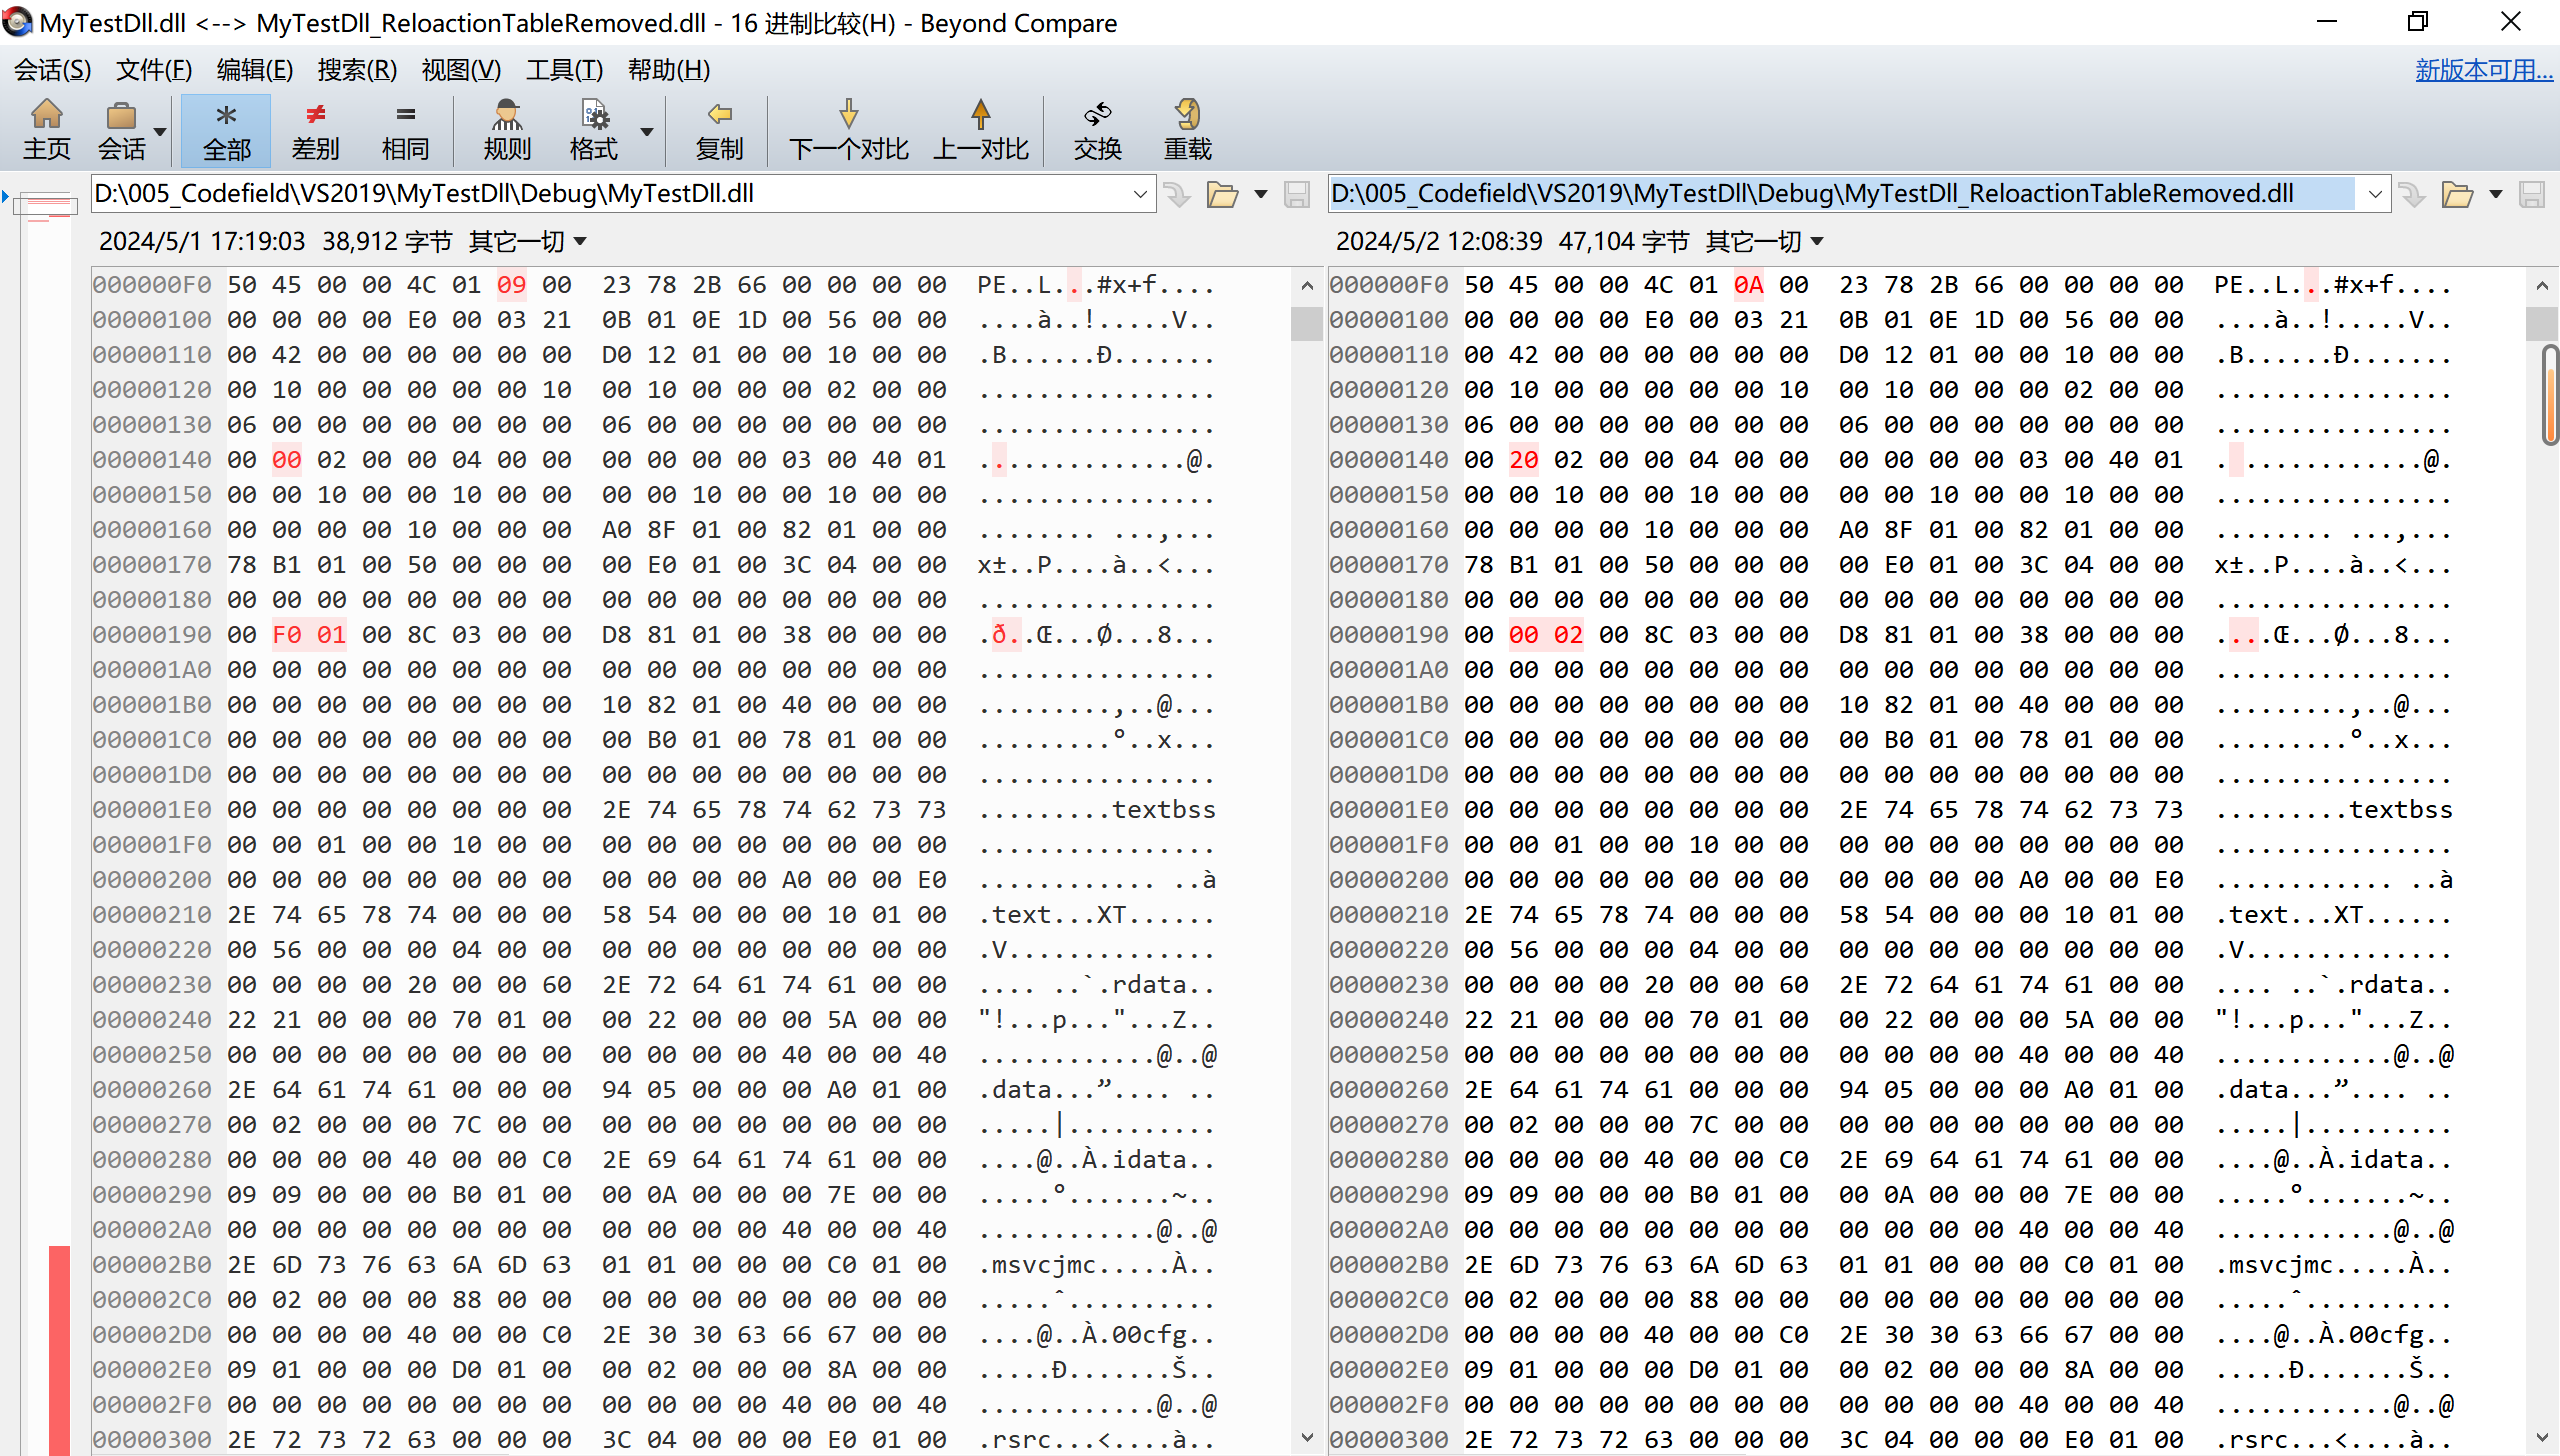 MyTestDll.dll <--> MyTestDll_ReloactionTableRemoved.dll - 16 进制比较(H) - Beyond Compare
会话(S) 文件(F) 编辑(E) 搜索(R) 视图(V) 工具(T) 帮助(H) 新版本可用...
主页 会话 全部 差别 相同 规则 格式 复制 下一个对比 上一对比 交换 重载
D:\005_Codefield\VS2019\MyTestDll\Debug\MyTestDll.dll D:\005_Codefield\VS2019\MyTestDll\Debug\MyTestDll_ReloactionTableRemoved.dll
2024/5/1 17:19:03 38,912 字节 其它一切 2024/5/2 12:08:39 47,104 字节 其它一切
000000F0 50 45 00 00 4C 01 09 00 23 78 2B 66 00 00 00 00 PE..L...#x+f.... 000000F0 50 45 00 00 4C 01 0A 00 23 78 2B 66 00 00 00 00 PE..L...#x+f....
00000100 00 00 00 00 E0 00 03 21 0B 01 0E 1D 00 56 00 00 ....à..!.....V.. 00000100 00 00 00 00 E0 00 03 21 0B 01 0E 1D 00 56 00 00 ....à..!.....V..
00000110 00 42 00 00 00 00 00 00 D0 12 01 00 00 10 00 00 .B......Ð....... 00000110 00 42 00 00 00 00 00 00 D0 12 01 00 00 10 00 00 .B......Ð.......
00000120 00 10 00 00 00 00 00 10 00 10 00 00 00 02 00 00 ................ 00000120 00 10 00 00 00 00 00 10 00 10 00 00 00 02 00 00 ................
00000130 06 00 00 00 00 00 00 00 06 00 00 00 00 00 00 00 ................ 00000130 06 00 00 00 00 00 00 00 06 00 00 00 00 00 00 00 ................
00000140 00 00 02 00 00 04 00 00 00 00 00 00 03 00 40 01 ..............@. 00000140 00 20 02 00 00 04 00 00 00 00 00 00 03 00 40 01 . ............@.
00000150 00 00 10 00 00 10 00 00 00 00 10 00 00 10 00 00 ................ 00000150 00 00 10 00 00 10 00 00 00 00 10 00 00 10 00 00 ................
00000160 00 00 00 00 10 00 00 00 A0 8F 01 00 82 01 00 00 ........ ...‚... 00000160 00 00 00 00 10 00 00 00 A0 8F 01 00 82 01 00 00 ........ ...‚...
00000170 78 B1 01 00 50 00 00 00 00 E0 01 00 3C 04 00 00 x±..P....à..<... 00000170 78 B1 01 00 50 00 00 00 00 E0 01 00 3C 04 00 00 x±..P....à..<...
00000180 00 00 00 00 00 00 00 00 00 00 00 00 00 00 00 00 ................ 00000180 00 00 00 00 00 00 00 00 00 00 00 00 00 00 00 00 ................
00000190 00 F0 01 00 8C 03 00 00 D8 81 01 00 38 00 00 00 .ð..Œ...Ø...8... 00000190 00 00 02 00 8C 03 00 00 D8 81 01 00 38 00 00 00 ....Œ...Ø...8...
000001A0 00 00 00 00 00 00 00 00 00 00 00 00 00 00 00 00 ................ 000001A0 00 00 00 00 00 00 00 00 00 00 00 00 00 00 00 00 ................
000001B0 00 00 00 00 00 00 00 00 10 82 01 00 40 00 00 00 .........‚..@... 000001B0 00 00 00 00 00 00 00 00 10 82 01 00 40 00 00 00 .........‚..@...
000001C0 00 00 00 00 00 00 00 00 00 B0 01 00 78 01 00 00 .........°..x... 000001C0 00 00 00 00 00 00 00 00 00 B0 01 00 78 01 00 00 .........°..x...
000001D0 00 00 00 00 00 00 00 00 00 00 00 00 00 00 00 00 ................ 000001D0 00 00 00 00 00 00 00 00 00 00 00 00 00 00 00 00 ................
000001E0 00 00 00 00 00 00 00 00 2E 74 65 78 74 62 73 73 .........textbss 000001E0 00 00 00 00 00 00 00 00 2E 74 65 78 74 62 73 73 .........textbss
000001F0 00 00 01 00 00 10 00 00 00 00 00 00 00 00 00 00 ................ 000001F0 00 00 01 00 00 10 00 00 00 00 00 00 00 00 00 00 ................
00000200 00 00 00 00 00 00 00 00 00 00 00 00 A0 00 00 E0 ............ ..à 00000200 00 00 00 00 00 00 00 00 00 00 00 00 A0 00 00 E0 ............ ..à
00000210 2E 74 65 78 74 00 00 00 58 54 00 00 00 10 01 00 .text...XT...... 00000210 2E 74 65 78 74 00 00 00 58 54 00 00 00 10 01 00 .text...XT......
00000220 00 56 00 00 00 04 00 00 00 00 00 00 00 00 00 00 .V.............. 00000220 00 56 00 00 00 04 00 00 00 00 00 00 00 00 00 00 .V..............
00000230 00 00 00 00 20 00 00 60 2E 72 64 61 74 61 00 00 .... ..`.rdata.. 00000230 00 00 00 00 20 00 00 60 2E 72 64 61 74 61 00 00 .... ..`.rdata..
00000240 22 21 00 00 00 70 01 00 00 22 00 00 00 5A 00 00 "!...p..."...Z.. 00000240 22 21 00 00 00 70 01 00 00 22 00 00 00 5A 00 00 "!...p..."...Z..
00000250 00 00 00 00 00 00 00 00 00 00 00 00 40 00 00 40 ............@..@ 00000250 00 00 00 00 00 00 00 00 00 00 00 00 40 00 00 40 ............@..@
00000260 2E 64 61 74 61 00 00 00 94 05 00 00 00 A0 01 00 .data...”.... .. 00000260 2E 64 61 74 61 00 00 00 94 05 00 00 00 A0 01 00 .data...”.... ..
00000270 00 02 00 00 00 7C 00 00 00 00 00 00 00 00 00 00 .....|.......... 00000270 00 02 00 00 00 7C 00 00 00 00 00 00 00 00 00 00 .....|..........
00000280 00 00 00 00 40 00 00 C0 2E 69 64 61 74 61 00 00 ....@..À.idata.. 00000280 00 00 00 00 40 00 00 C0 2E 69 64 61 74 61 00 00 ....@..À.idata..
00000290 09 09 00 00 00 B0 01 00 00 0A 00 00 00 7E 00 00 .....°.......~.. 00000290 09 09 00 00 00 B0 01 00 00 0A 00 00 00 7E 00 00 .....°.......~..
000002A0 00 00 00 00 00 00 00 00 00 00 00 00 40 00 00 40 ............@..@ 000002A0 00 00 00 00 00 00 00 00 00 00 00 00 40 00 00 40 ............@..@
000002B0 2E 6D 73 76 63 6A 6D 63 01 01 00 00 00 C0 01 00 .msvcjmc.....À.. 000002B0 2E 6D 73 76 63 6A 6D 63 01 01 00 00 00 C0 01 00 .msvcjmc.....À..
000002C0 00 02 00 00 00 88 00 00 00 00 00 00 00 00 00 00 .....ˆ.......... 000002C0 00 02 00 00 00 88 00 00 00 00 00 00 00 00 00 00 .....ˆ..........
000002D0 00 00 00 00 40 00 00 C0 2E 30 30 63 66 67 00 00 ....@..À.00cfg.. 000002D0 00 00 00 00 40 00 00 C0 2E 30 30 63 66 67 00 00 ....@..À.00cfg..
000002E0 09 01 00 00 00 D0 01 00 00 02 00 00 00 8A 00 00 .....Ð.......Š.. 000002E0 09 01 00 00 00 D0 01 00 00 02 00 00 00 8A 00 00 .....Ð.......Š..
000002F0 00 00 00 00 00 00 00 00 00 00 00 00 40 00 00 40 ............@..@ 000002F0 00 00 00 00 00 00 00 00 00 00 00 00 40 00 00 40 ............@..@
00000300 2E 72 73 72 63 00 00 00 3C 04 00 00 00 E0 01 00 .rsrc...<....à.. 00000300 2E 72 73 72 63 00 00 00 3C 04 00 00 00 E0 01 00 .rsrc...<....à..